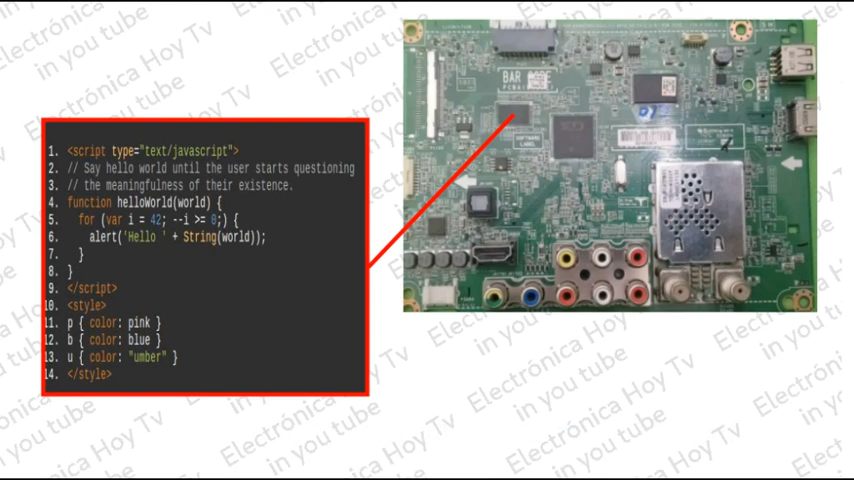 Electrónica Hoy Tv
in you tube
BAR CODE
PCBA1
SOFTWARE
LABEL
1. <script type="text/javascript">
2. // Say hello world until the user starts questioning
3. // the meaningfulness of their existence.
4. function helloWorld(world) {
5. for (var i = 42; --i >= 0;) {
6. alert('Hello ' + String(world));
7. }
8. }
9. </script>
10. <style>
11. p { color: pink }
12. b { color: blue }
13. u { color: "umber" }
14. </style>